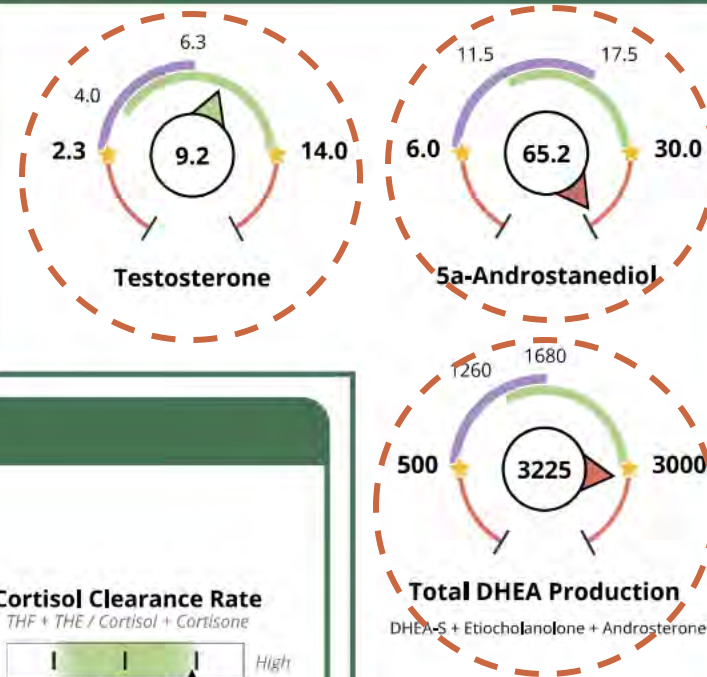 6.3
4.0
2.3
9.2
14.0
Testosterone
11.5
17.5
6.0
65.2
30.0
5a-Androstanediol
1260
1680
500
3225
3000
Total DHEA Production
DHEA-S + Etiocholanolone + Androsterone
Cortisol Clearance Rate
THF + THE / Cortisol + Cortisone
High